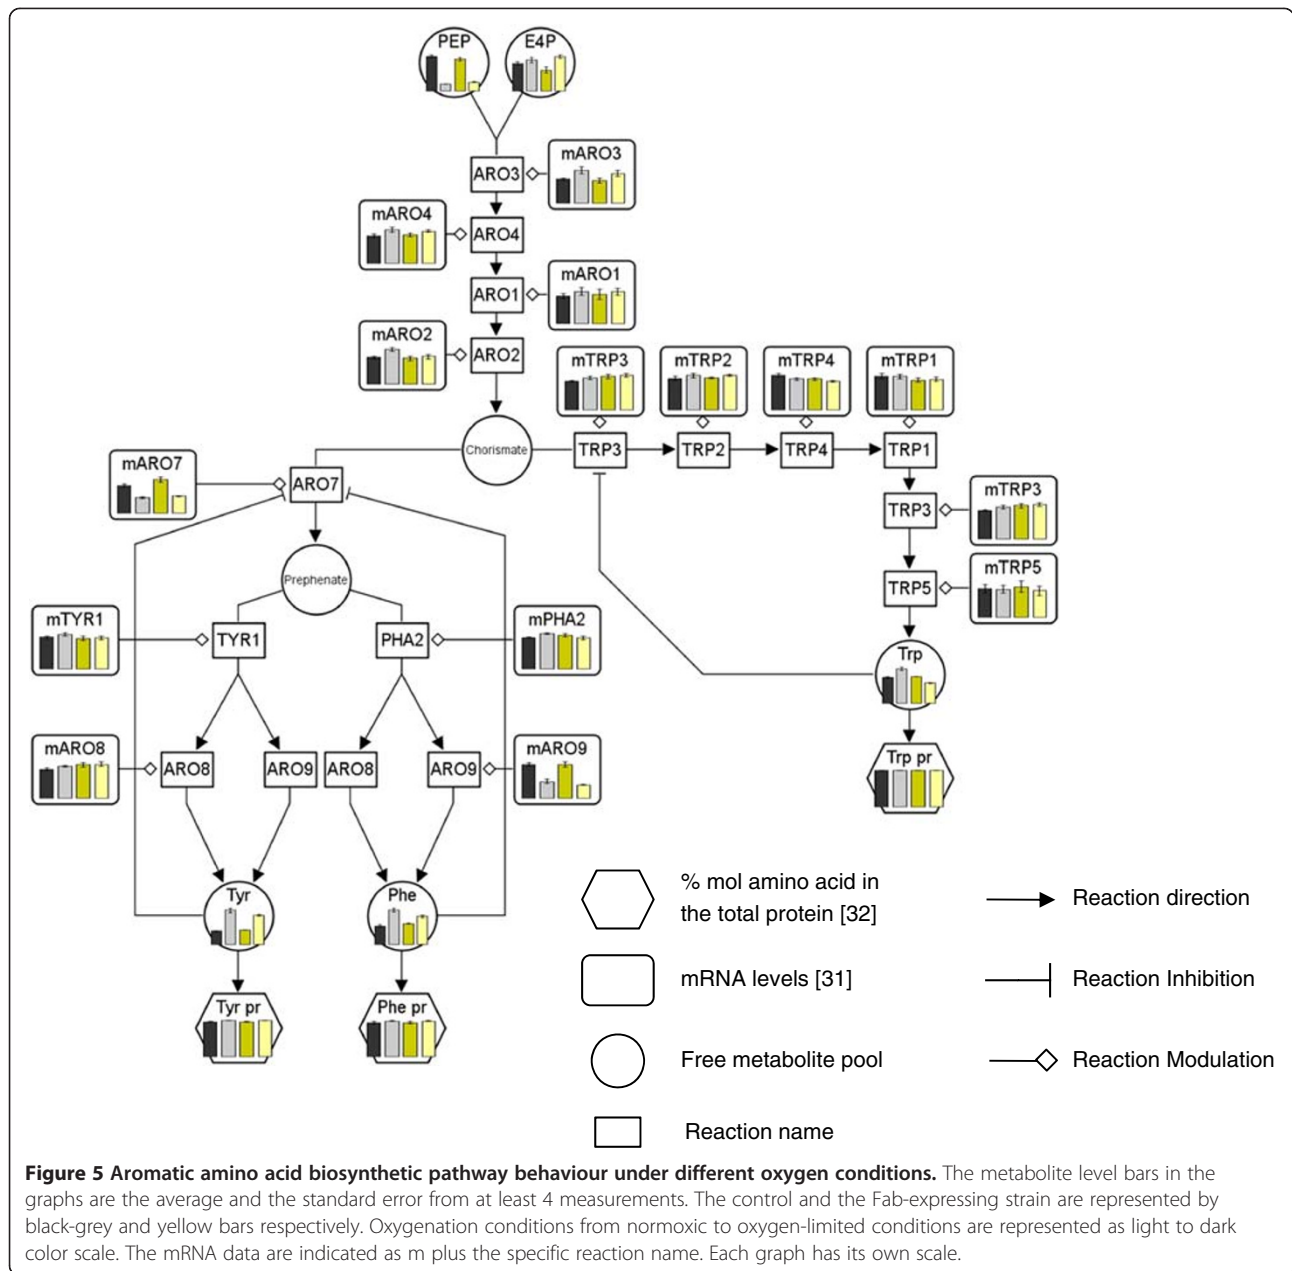 PEP
E4P
ARO3
mARO3
mARO4
ARO4
ARO1
mARO1
mARO2
ARO2
mTRP3
mTRP2
mTRP4
mTRP1
Chorismate
TRP3
TRP2
TRP4
TRP1
mARO7
ARO7
TRP3
mTRP3
TRP5
mTRP5
Prephenate
mTYR1
TYR1
PHA2
mPHA2
Trp
mARO8
ARO8
ARO9
ARO8
ARO9
mARO9
Trp pr
Tyr
Phe
Tyr pr
Phe pr
% mol amino acid in
the total protein [32]
Reaction direction
mRNA levels [31]
Reaction Inhibition
Free metabolite pool
Reaction Modulation
Reaction name
Figure 5 Aromatic amino acid biosynthetic pathway behaviour under different oxygen conditions. The metabolite level bars in the
graphs are the average and the standard error from at least 4 measurements. The control and the Fab-expressing strain are represented by
black-grey and yellow bars respectively. Oxygenation conditions from normoxic to oxygen-limited conditions are represented as light to dark
color scale. The mRNA data are indicated as m plus the specific reaction name. Each graph has its own scale.